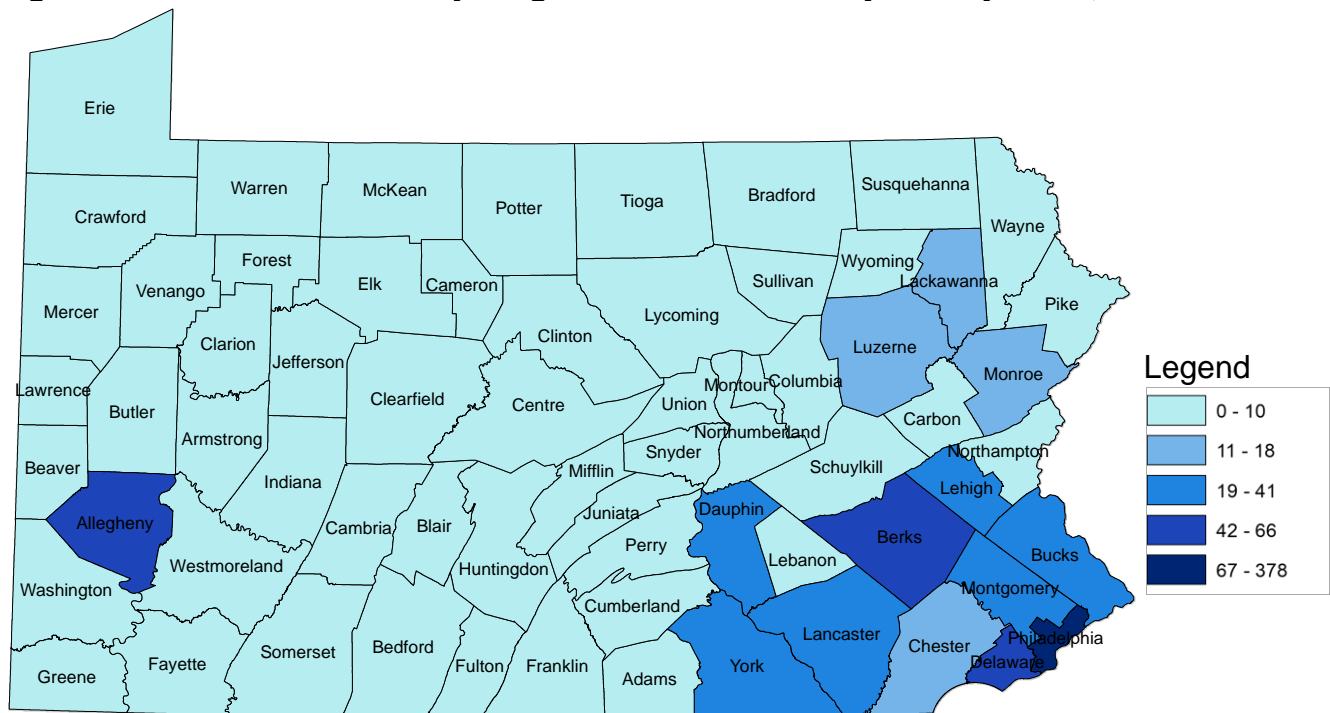 Erie
Warren
McKean
Potter
Tioga
Bradford
Susquehanna
Wayne
Crawford
Forest
Elk
Cameron
Sullivan
Wyoming
Lackawanna
Pike
Mercer
Venango
Clarion
Jefferson
Clinton
Lycoming
Luzerne
Monroe
Lawrence
Butler
Clearfield
Centre
Union
Montour
Columbia
Carbon
Northampton
Beaver
Armstrong
Indiana
Mifflin
Snyder
Northumberland
Schuylkill
Lehigh
Allegheny
Cambria
Blair
Juniata
Dauphin
Berks
Bucks
Washington
Westmoreland
Huntingdon
Perry
Lebanon
Montgomery
Cumberland
Greene
Fayette
Somerset
Bedford
Fulton
Franklin
Adams
York
Lancaster
Chester
Delaware
Philadelphia
Legend
0 - 10
11 - 18
19 - 41
42 - 66
67 - 378